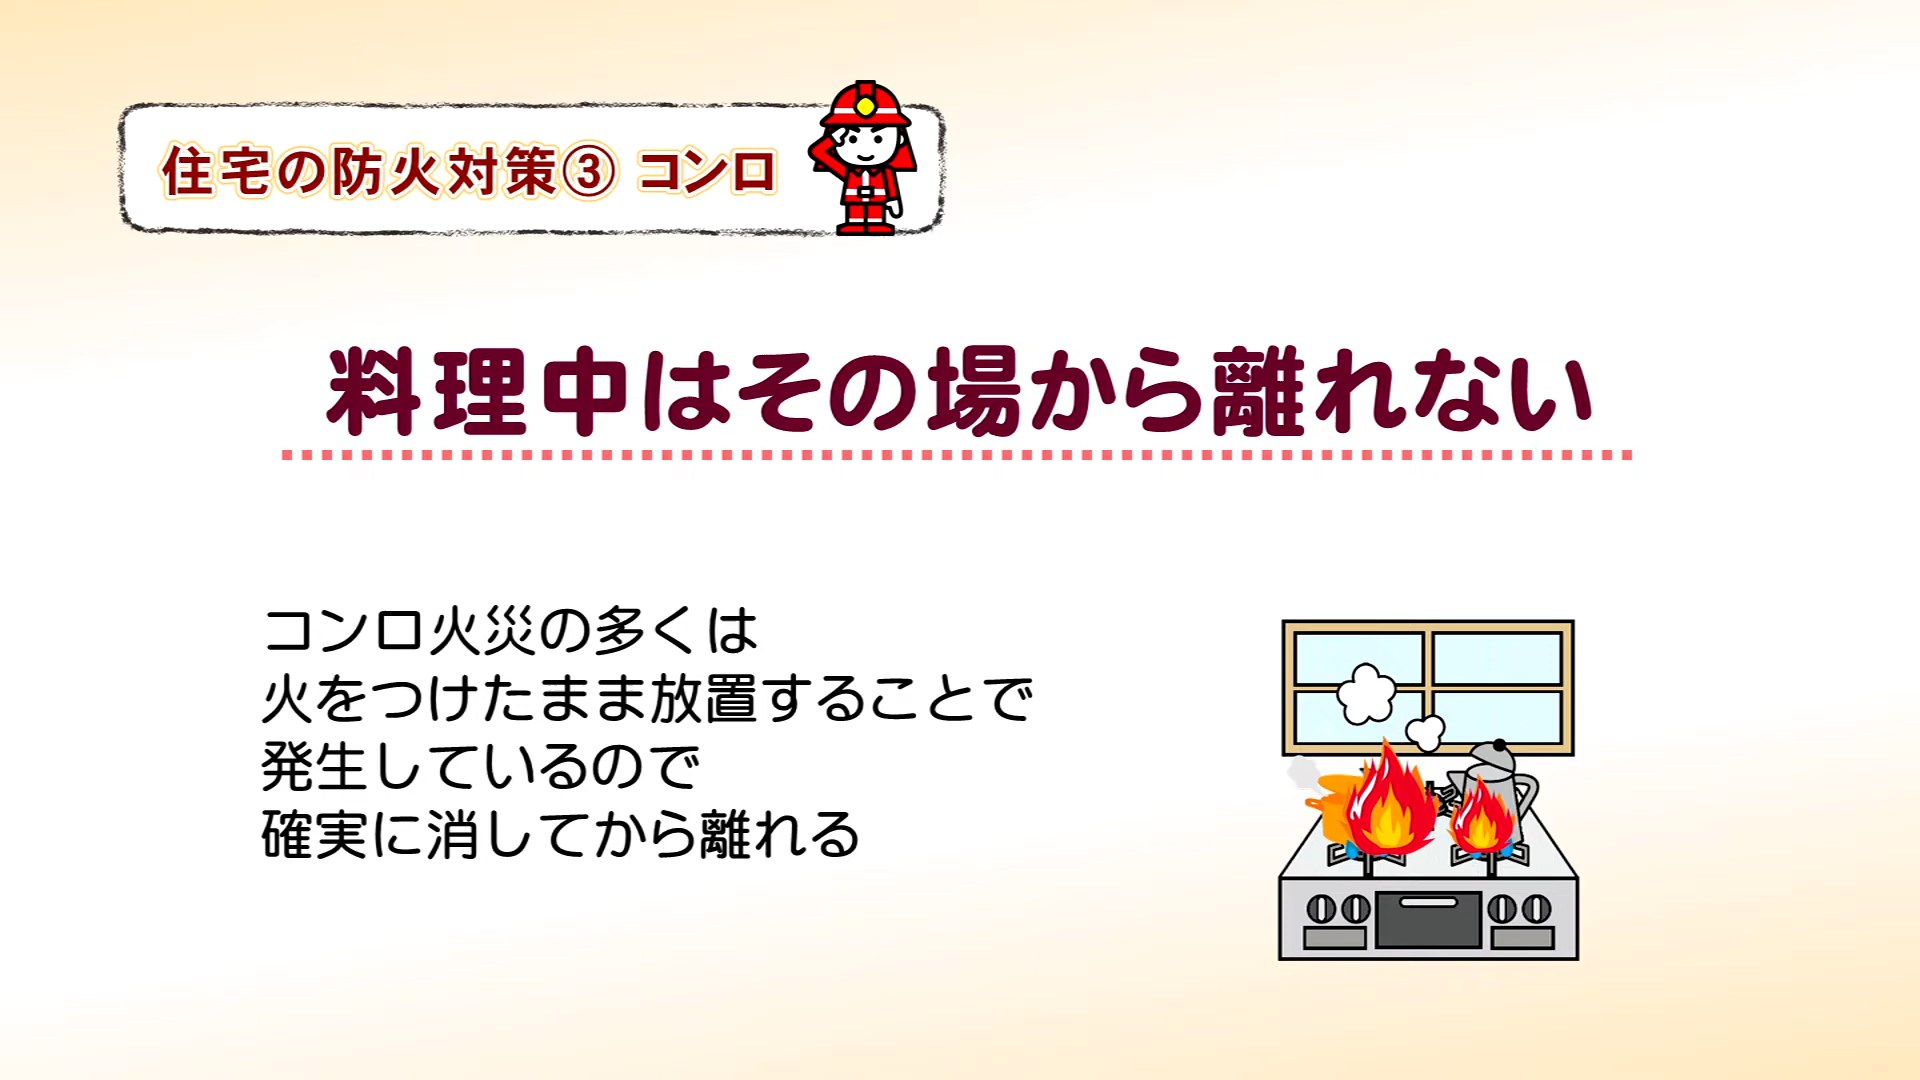 住宅の防火対策③ コンロ
料理中はその場から離れない
コンロ火災の多くは
火をつけたまま放置することで
発生しているので
確実に消してから離れる